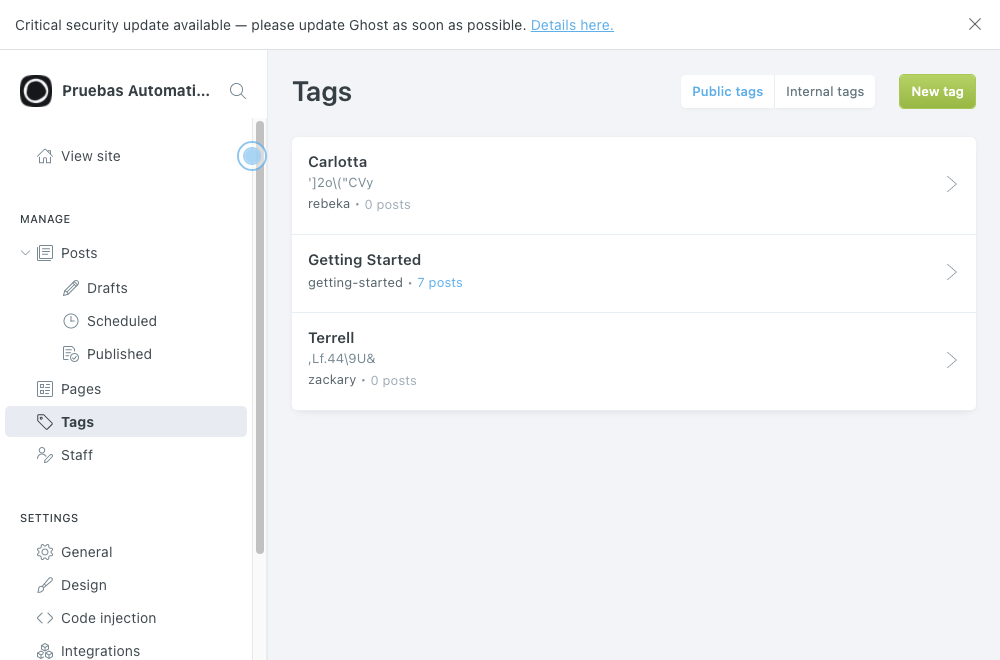 Critical security update available — please update Ghost as soon as possible. Details here.
Pruebas Automati...
View site
MANAGE
Posts
Drafts
Scheduled
Published
Pages
Tags
Staff
SETTINGS
General
Design
Code injection
Integrations
Tags
Public tags
Internal tags
New tag
Carlotta
']2o\("CVy
rebeka • 0 posts
Getting Started
getting-started • 7 posts
Terrell
,Lf.44\9U&
zackary • 0 posts